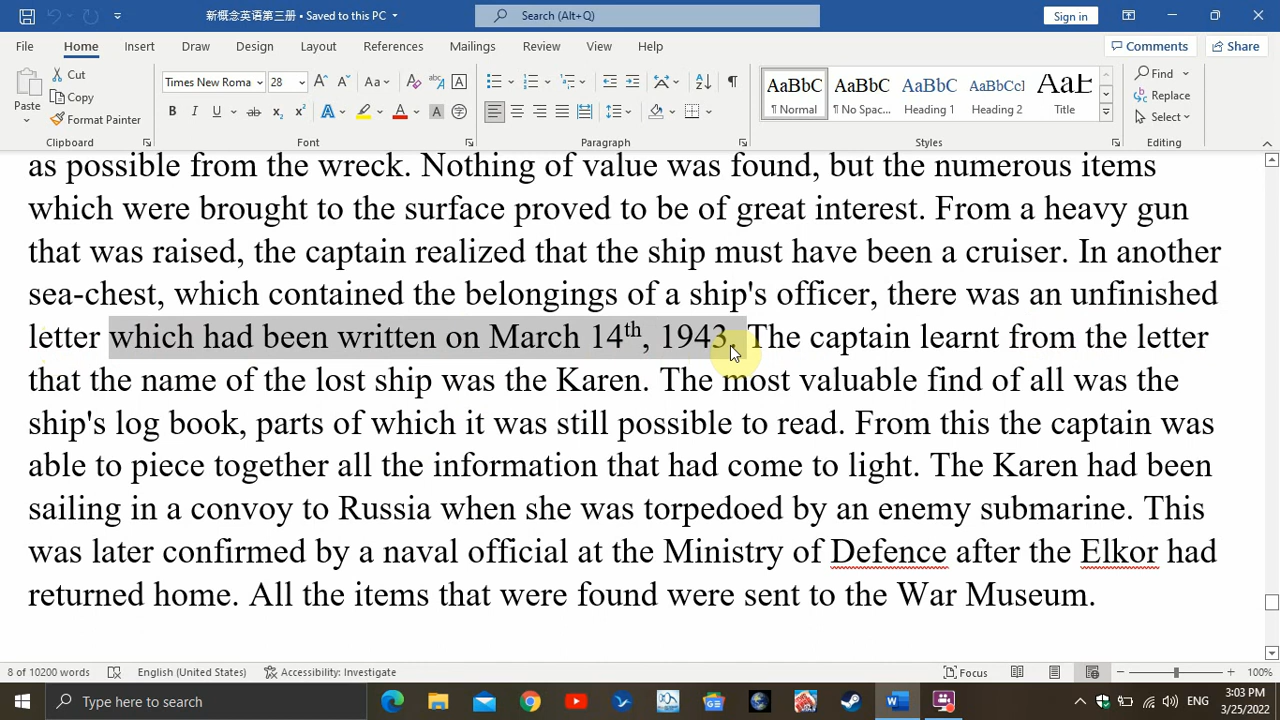 新概念英语第三册 • Saved to this PC
Search (Alt+Q)
Sign in
File Home Insert Draw Design Layout References Mailings Review View Help
Comments Share
Paste
Cut
Copy
Format Painter
Clipboard
Times New Roma 28
Font
Paragraph
AaBbC AaBbC AaBbC AaBbCcI AaB
¶ Normal ¶ No Spac... Heading 1 Heading 2 Title
Styles
Find
Replace
Select
Editing
as possible from the wreck. Nothing of value was found, but the numerous items
which were brought to the surface proved to be of great interest. From a heavy gun
that was raised, the captain realized that the ship must have been a cruiser. In another
sea-chest, which contained the belongings of a ship's officer, there was an unfinished
letter which had been written on March 14th, 1943. The captain learnt from the letter
that the name of the lost ship was the Karen. The most valuable find of all was the
ship's log book, parts of which it was still possible to read. From this the captain was
able to piece together all the information that had come to light. The Karen had been
sailing in a convoy to Russia when she was torpedoed by an enemy submarine. This
was later confirmed by a naval official at the Ministry of Defence after the Elkor had
returned home. All the items that were found were sent to the War Museum.
8 of 10200 words English (United States) Accessibility: Investigate Focus 100%
Type here to search
ENG
3:03 PM
3/25/2022